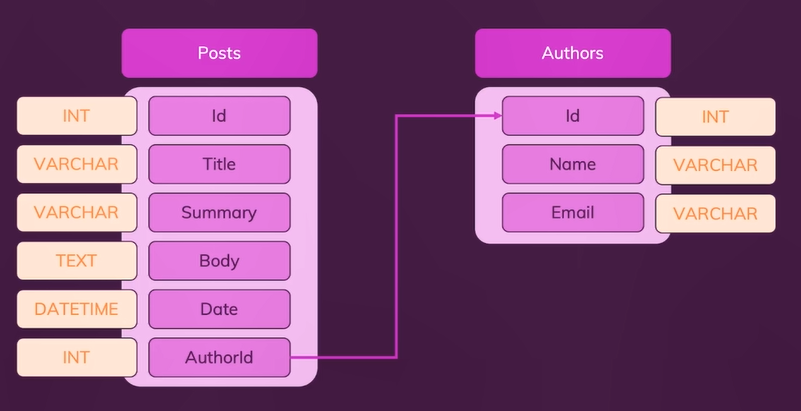 Posts
INT Id
VARCHAR Title
VARCHAR Summary
TEXT Body
DATETIME Date
INT AuthorId
Authors
Id INT
Name VARCHAR
Email VARCHAR